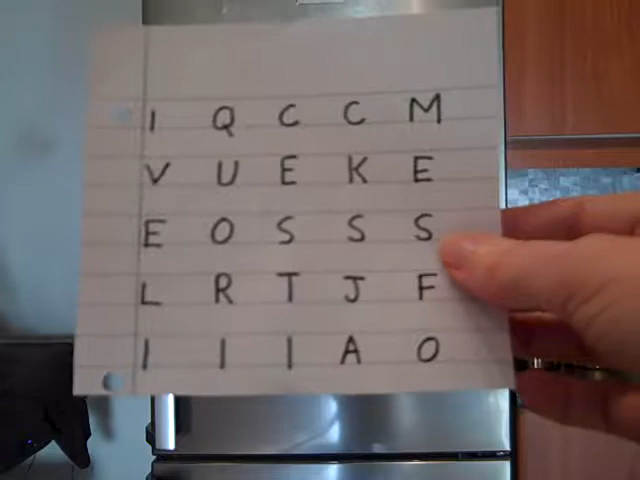 I Q C C M
V U E K E
E O S S S
L R T J F
I I I A O